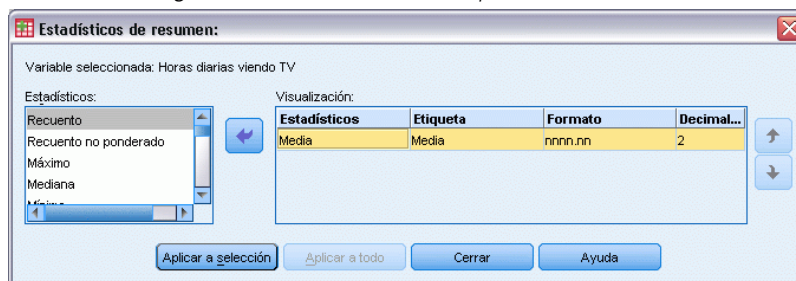 Estadísticos de resumen:
Variable seleccionada: Horas diarias viendo TV
Estadísticos:
Recuento
Recuento no ponderado
Máximo
Mediana
Visualización:
Estadísticos Etiqueta Formato Decimal...
Media Media nnnn.nn 2
Aplicar a selección Aplicar a todo Cerrar Ayuda